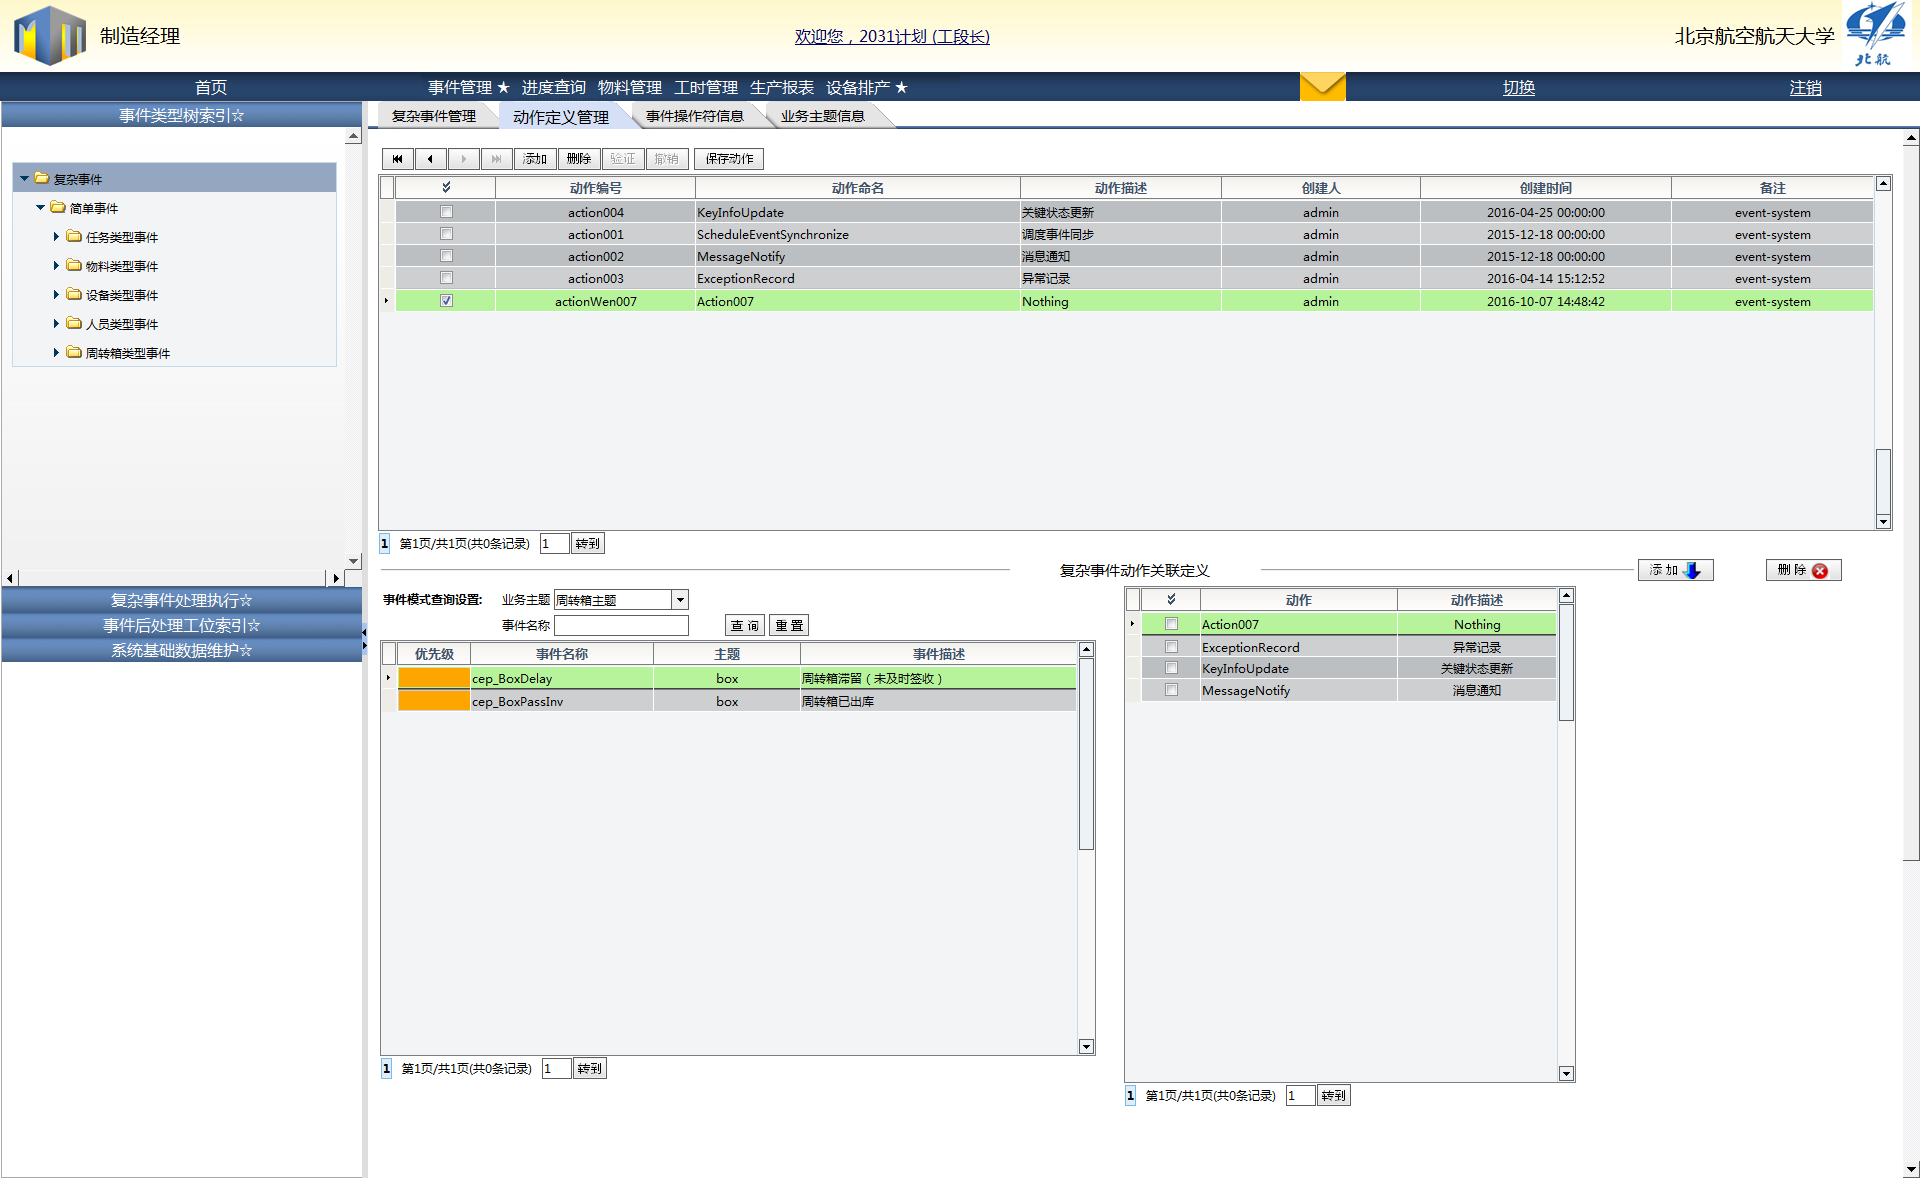 制造经理
欢迎您，2031计划 (工段长)
北京航空航天大学
北航
首页 事件管理 ★ 进度查询 物料管理 工时管理 生产报表 设备排产 ★ 切换 注销
事件类型树索引☆
复杂事件
简单事件
任务类型事件
物料类型事件
设备类型事件
人员类型事件
周转箱类型事件
复杂事件处理执行☆
事件后处理工位索引☆
系统基础数据维护☆
复杂事件管理 动作定义管理 事件操作符信息 业务主题信息
添加 删除 验证 撤销 保存动作
动作编号 动作命名 动作描述 创建人 创建时间 备注
action004 KeyInfoUpdate 关键状态更新 admin 2016-04-25 00:00:00 event-system
action001 ScheduleEventSynchronize 调度事件同步 admin 2015-12-18 00:00:00 event-system
action002 MessageNotify 消息通知 admin 2015-12-18 00:00:00 event-system
action003 ExceptionRecord 异常记录 admin 2016-04-14 15:12:52 event-system
actionWen007 Action007 Nothing admin 2016-10-07 14:48:42 event-system
1 第1页/共1页(共0条记录) 1 转到
复杂事件动作关联定义 添 加 删 除
事件模式查询设置: 业务主题 周转箱主题
事件名称 查 询 重 置
优先级 事件名称 主题 事件描述
cep_BoxDelay box 周转箱滞留（未及时签收）
cep_BoxPassInv box 周转箱已出库
1 第1页/共1页(共0条记录) 1 转到
动作 动作描述
Action007 Nothing
ExceptionRecord 异常记录
KeyInfoUpdate 关键状态更新
MessageNotify 消息通知
1 第1页/共1页(共0条记录) 1 转到